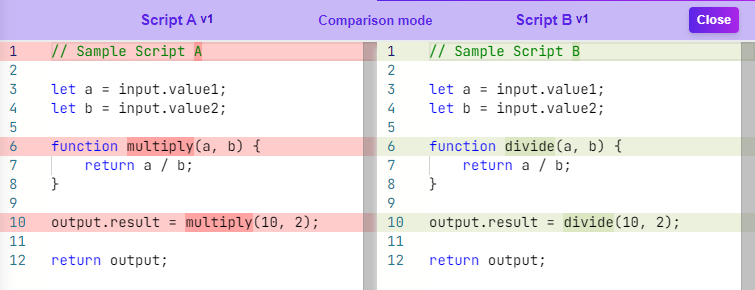 Script A v1
Comparison mode
Script B v1
Close
1 // Sample Script A
2
3 let a = input.value1;
4 let b = input.value2;
5
6 function multiply(a, b) {
7     return a / b;
8 }
9
10 output.result = multiply(10, 2);
11
12 return output;
1 // Sample Script B
2
3 let a = input.value1;
4 let b = input.value2;
5
6 function divide(a, b) {
7     return a / b;
8 }
9
10 output.result = divide(10, 2);
11
12 return output;